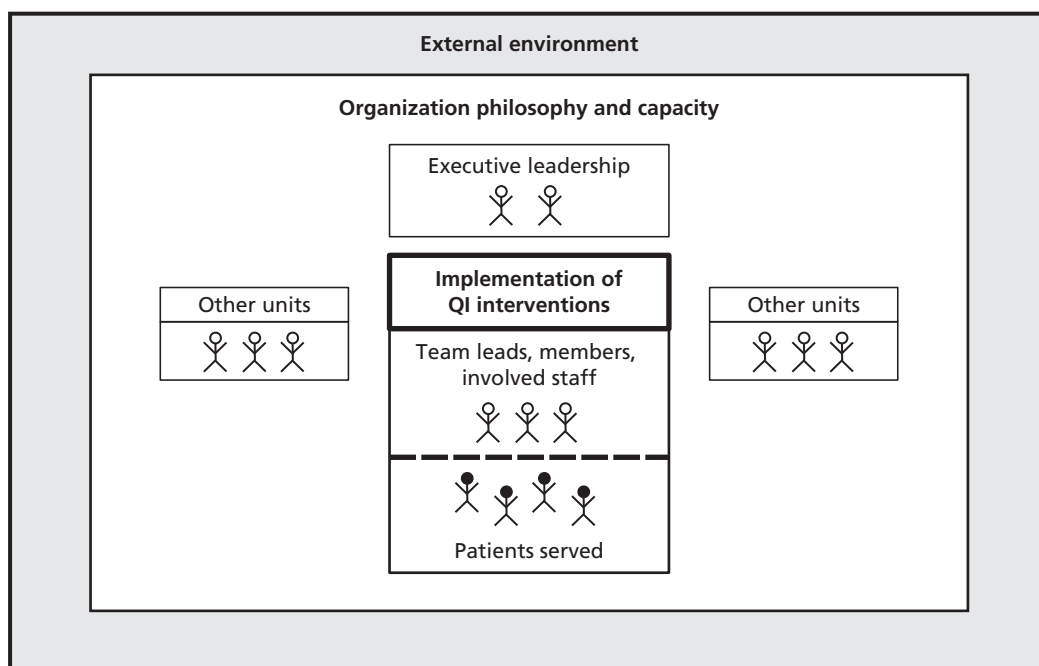 External environment
Organization philosophy and capacity
Executive leadership
Implementation of
QI interventions
Other units
Other units
Team leads, members,
involved staff
Patients served